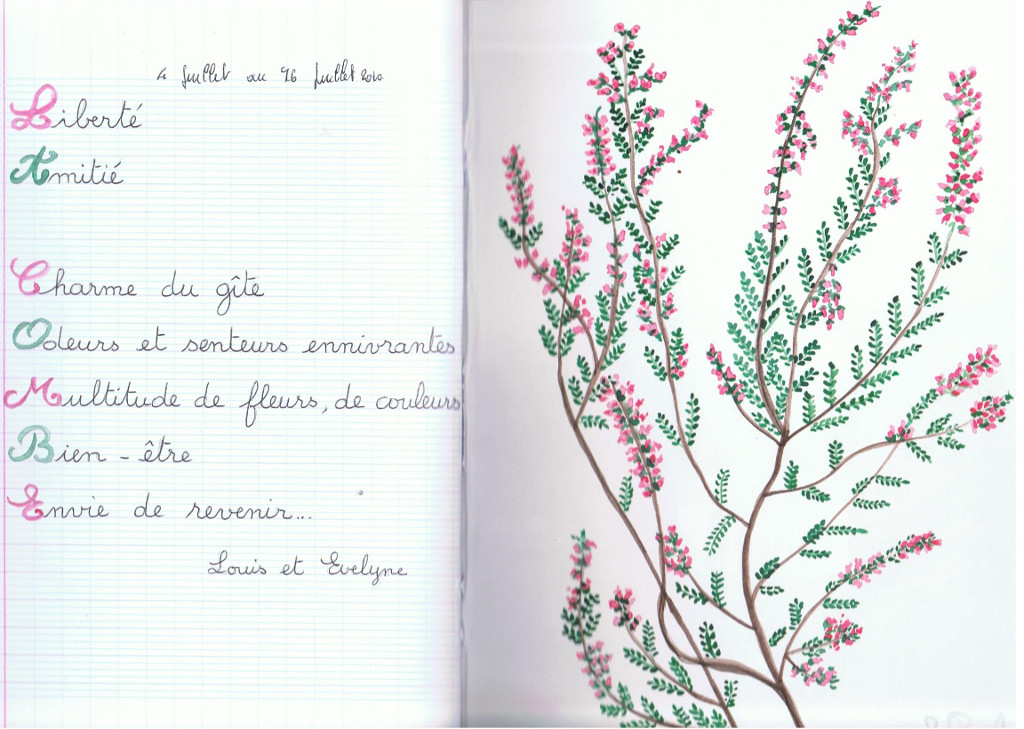 4 Juillet au 16 Juillet 2010
Liberté
Amitié
Charme du gîte
Odeurs et senteurs ennivrantes
Multitude de fleurs, de couleurs
Bien-être
Envie de revenir...
Louis et Evelyne